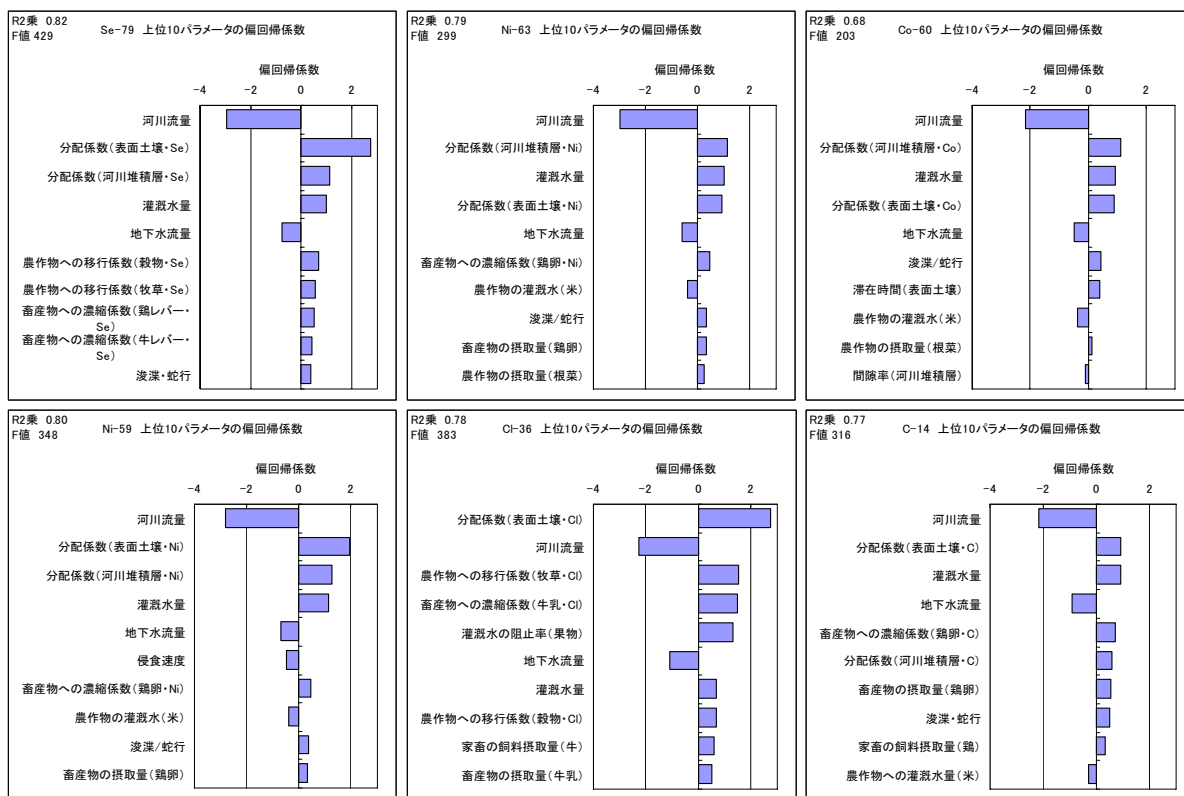 R2乗 0.82
F値 429
Se-79 上位10パラメータの偏回帰係数
偏回帰係数
-4 -2 0 2
河川流量
分配係数(表面土壌・Se)
分配係数(河川堆積層・Se)
灌漑水量
地下水流量
農作物への移行係数(穀物・Se)
農作物への移行係数(牧草・Se)
畜産物への濃縮係数(鶏レバー・
Se)
畜産物への濃縮係数(牛レバー・
Se)
浚渫・蛇行
R2乗 0.79
F値 299
Ni-63 上位10パラメータの偏回帰係数
偏回帰係数
-4 -2 0 2
河川流量
分配係数(河川堆積層・Ni)
灌漑水量
分配係数(表面土壌・Ni)
地下水流量
畜産物への濃縮係数(鶏卵・Ni)
農作物の灌漑水(米)
浚渫/蛇行
畜産物の摂取量(鶏卵)
農作物の摂取量(根菜)
R2乗 0.68
F値 203
Co-60 上位10パラメータの偏回帰係数
偏回帰係数
-4 -2 0 2
河川流量
分配係数(河川堆積層・Co)
灌漑水量
分配係数(表面土壌・Co)
地下水流量
浚渫/蛇行
滞在時間(表面土壌)
農作物の灌漑水(米)
農作物の摂取量(根菜)
間隙率(河川堆積層)
R2乗 0.80
F値 348
Ni-59 上位10パラメータの偏回帰係数
偏回帰係数
-4 -2 0 2
河川流量
分配係数(表面土壌・Ni)
分配係数(河川堆積層・Ni)
灌漑水量
地下水流量
侵食速度
畜産物への濃縮係数(鶏卵・Ni)
農作物の灌漑水(米)
浚渫/蛇行
畜産物の摂取量(鶏卵)
R2乗 0.78
F値 383
Cl-36 上位10パラメータの偏回帰係数
偏回帰係数
-4 -2 0 2
分配係数(表面土壌・Cl)
河川流量
農作物への移行係数(牧草・Cl)
畜産物への濃縮係数(牛乳・Cl)
灌漑水の阻止率(果物)
地下水流量
灌漑水量
農作物への移行係数(穀物・Cl)
家畜の飼料摂取量(牛)
畜産物の摂取量(牛乳)
R2乗 0.77
F値 316
C-14 上位10パラメータの偏回帰係数
偏回帰係数
-4 -2 0 2
河川流量
分配係数(表面土壌・C)
灌漑水量
地下水流量
畜産物への濃縮係数(鶏卵・C)
分配係数(河川堆積層・C)
畜産物の摂取量(鶏卵)
浚渫・蛇行
家畜の飼料摂取量(鶏)
農作物への灌漑水量(米)